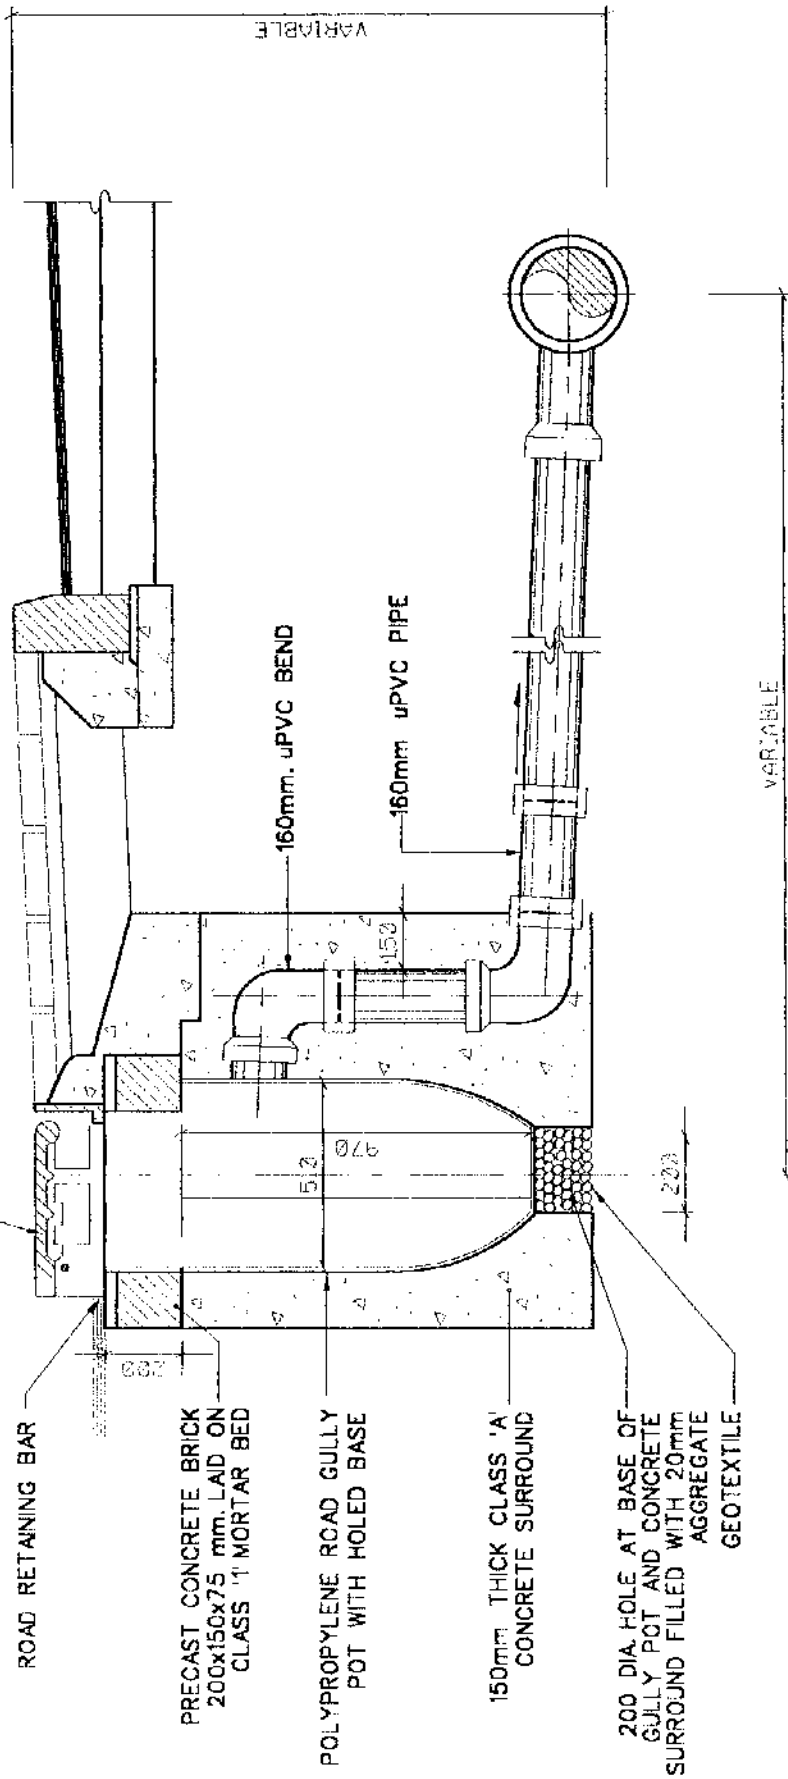 VARIABLE
ROAD RETAINING BAR
PRECAST CONCRETE BRICK
200x150x75 mm. LAID ON
CLASS '1' MORTAR BED
200
POLYPROPYLENE ROAD GULLY
POT WITH HOLED BASE
150mm THICK CLASS 'A'
CONCRETE SURROUND
200 DIA. HOLE AT BASE OF
GULLY POT AND CONCRETE
SURROUND FILLED WITH 20mm
AGGREGATE
GEOTEXTILE
970
200
150
160mm. uPVC BEND
160mm uPVC PIPE
VARIABLE